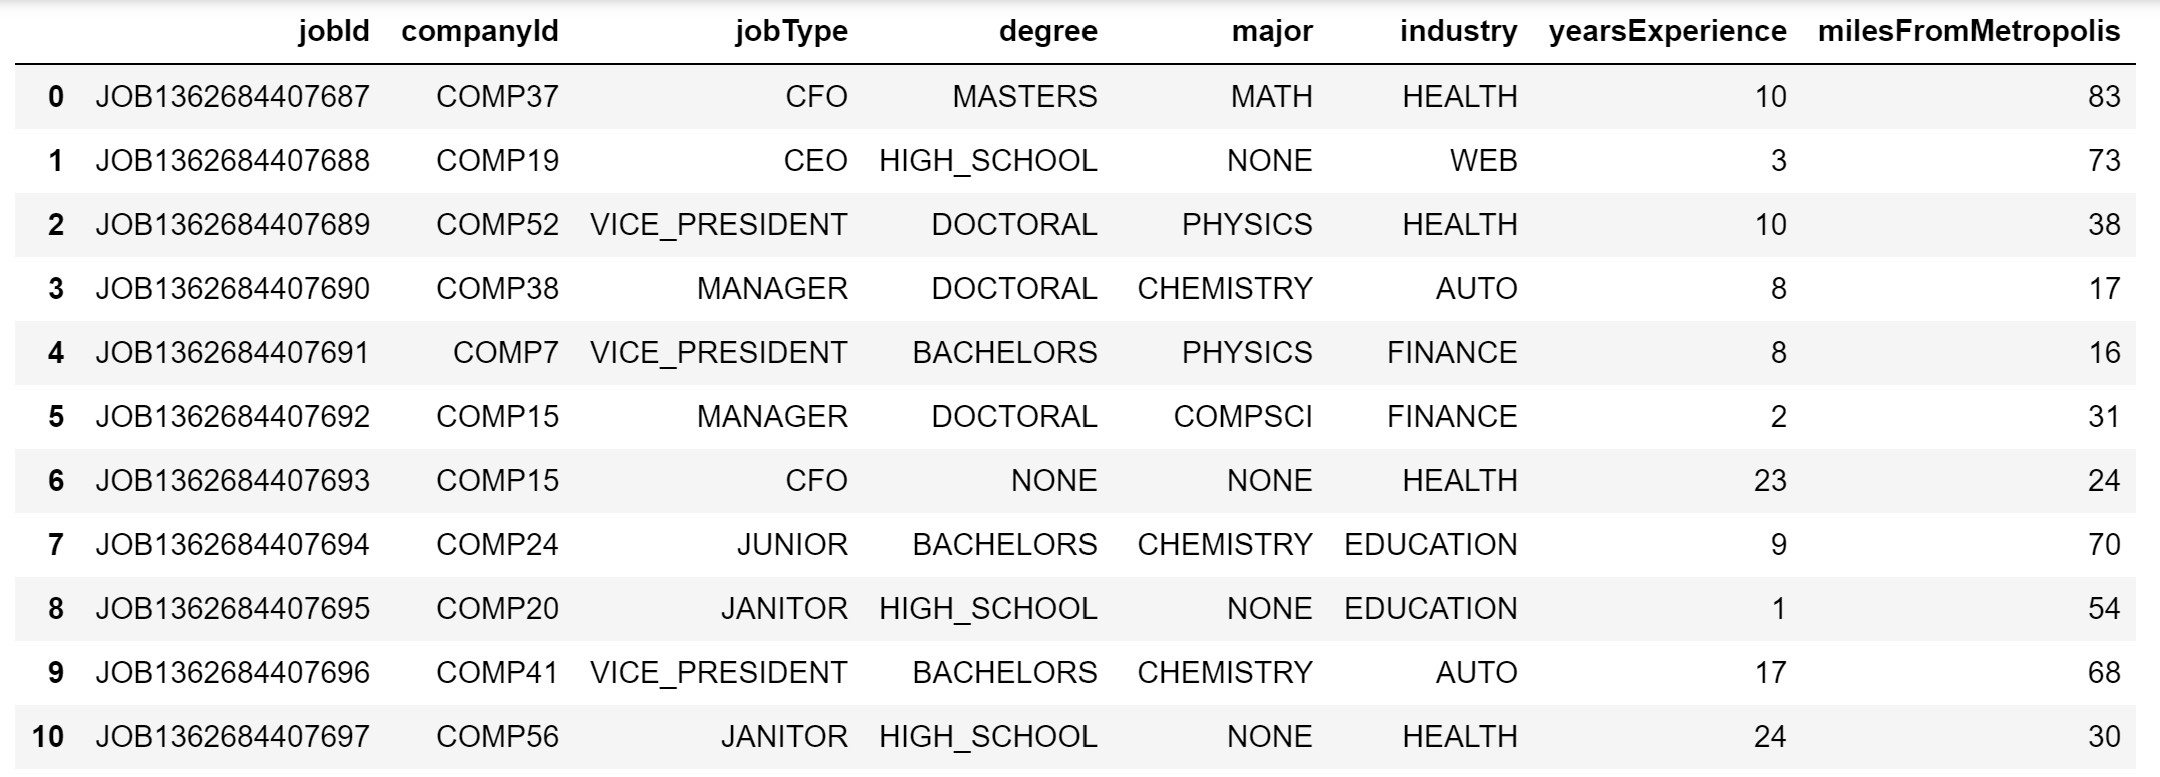 jobId companyId jobType degree major industry yearsExperience milesFromMetropolis
0 JOB1362684407687 COMP37 CFO MASTERS MATH HEALTH 10 83
1 JOB1362684407688 COMP19 CEO HIGH_SCHOOL NONE WEB 3 73
2 JOB1362684407689 COMP52 VICE_PRESIDENT DOCTORAL PHYSICS HEALTH 10 38
3 JOB1362684407690 COMP38 MANAGER DOCTORAL CHEMISTRY AUTO 8 17
4 JOB1362684407691 COMP7 VICE_PRESIDENT BACHELORS PHYSICS FINANCE 8 16
5 JOB1362684407692 COMP15 MANAGER DOCTORAL COMPSCI FINANCE 2 31
6 JOB1362684407693 COMP15 CFO NONE NONE HEALTH 23 24
7 JOB1362684407694 COMP24 JUNIOR BACHELORS CHEMISTRY EDUCATION 9 70
8 JOB1362684407695 COMP20 JANITOR HIGH_SCHOOL NONE EDUCATION 1 54
9 JOB1362684407696 COMP41 VICE_PRESIDENT BACHELORS CHEMISTRY AUTO 17 68
10 JOB1362684407697 COMP56 JANITOR HIGH_SCHOOL NONE HEALTH 24 30